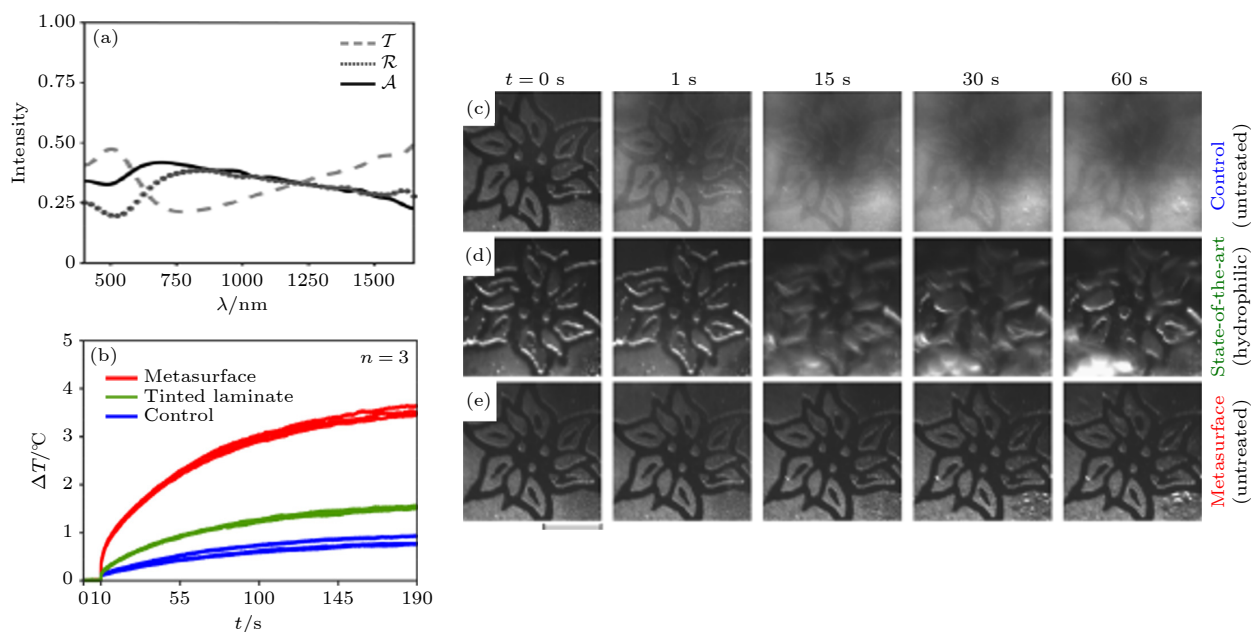 (a)
1.00
0.75
0.50
0.25
0
Intensity
𝒯
ℛ
𝒜
500 750 1000 1250 1500
λ/nm
(b)
n = 3
5
4
3
2
1
0
ΔT/℃
Metasurface
Tinted laminate
Control
0 10 55 100 145 190
t/s
t = 0 s 1 s 15 s 30 s 60 s
(c)
Control
(untreated)
(d)
State-of-the-art
(hydrophilic)
(e)
Metasurface
(untreated)